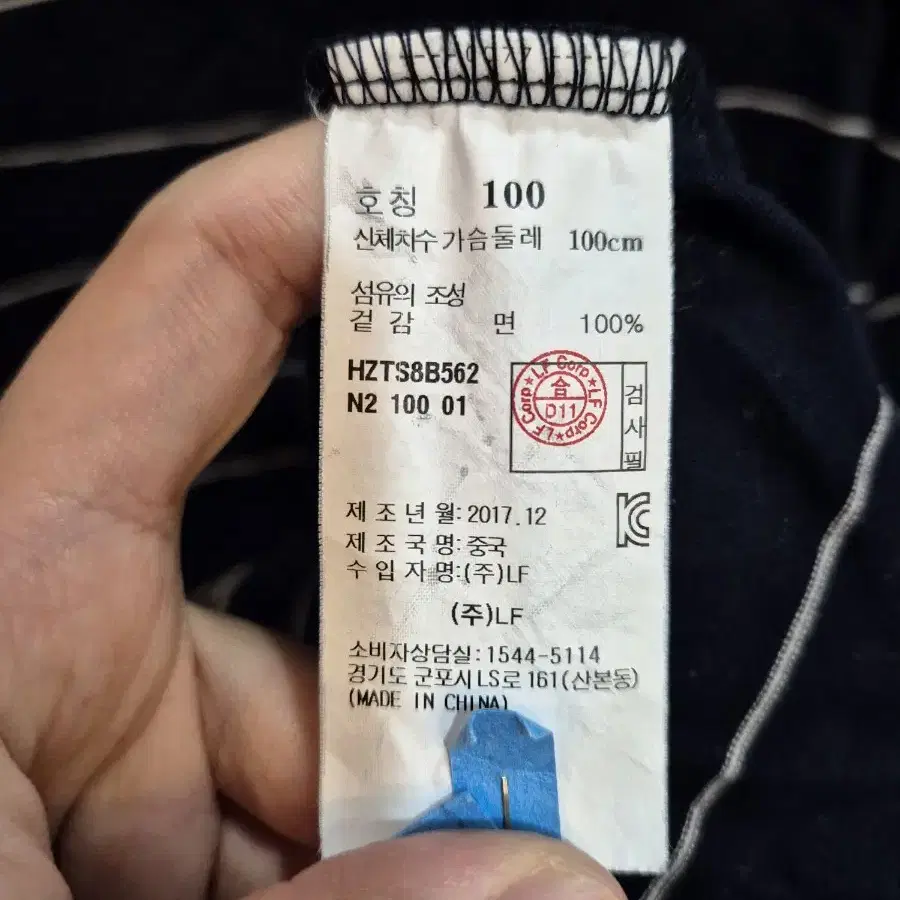 호칭 100
신체치수 가슴둘레 100cm
섬유의 조성
겉 감 면 100%
HZTS8B562
N2 100 01
LF Corp★LF Corp★LF Corp★
合
D11
검사필
제 조 년 월: 2017.12
제 조 국 명: 중국
수 입 자 명:(주)LF
(주)LF
소비자상담실: 1544-5114
경기도 군포시 LS로 161(산본동)
(MADE IN CHINA)